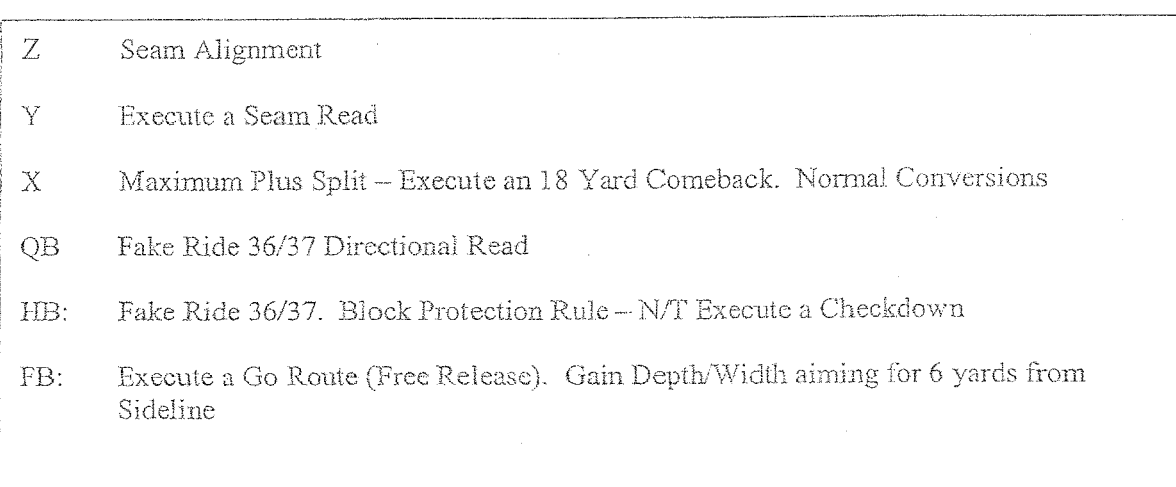 Z Seam Alignment
Y Execute a Seam Read
X Maximum Plus Split – Execute an 18 Yard Comeback. Normal Conversions
QB Fake Ride 36/37 Directional Read
HB: Fake Ride 36/37. Block Protection Rule – N/T Execute a Checkdown
FB: Execute a Go Route (Free Release). Gain Depth/Width aiming for 6 yards from
Sideline